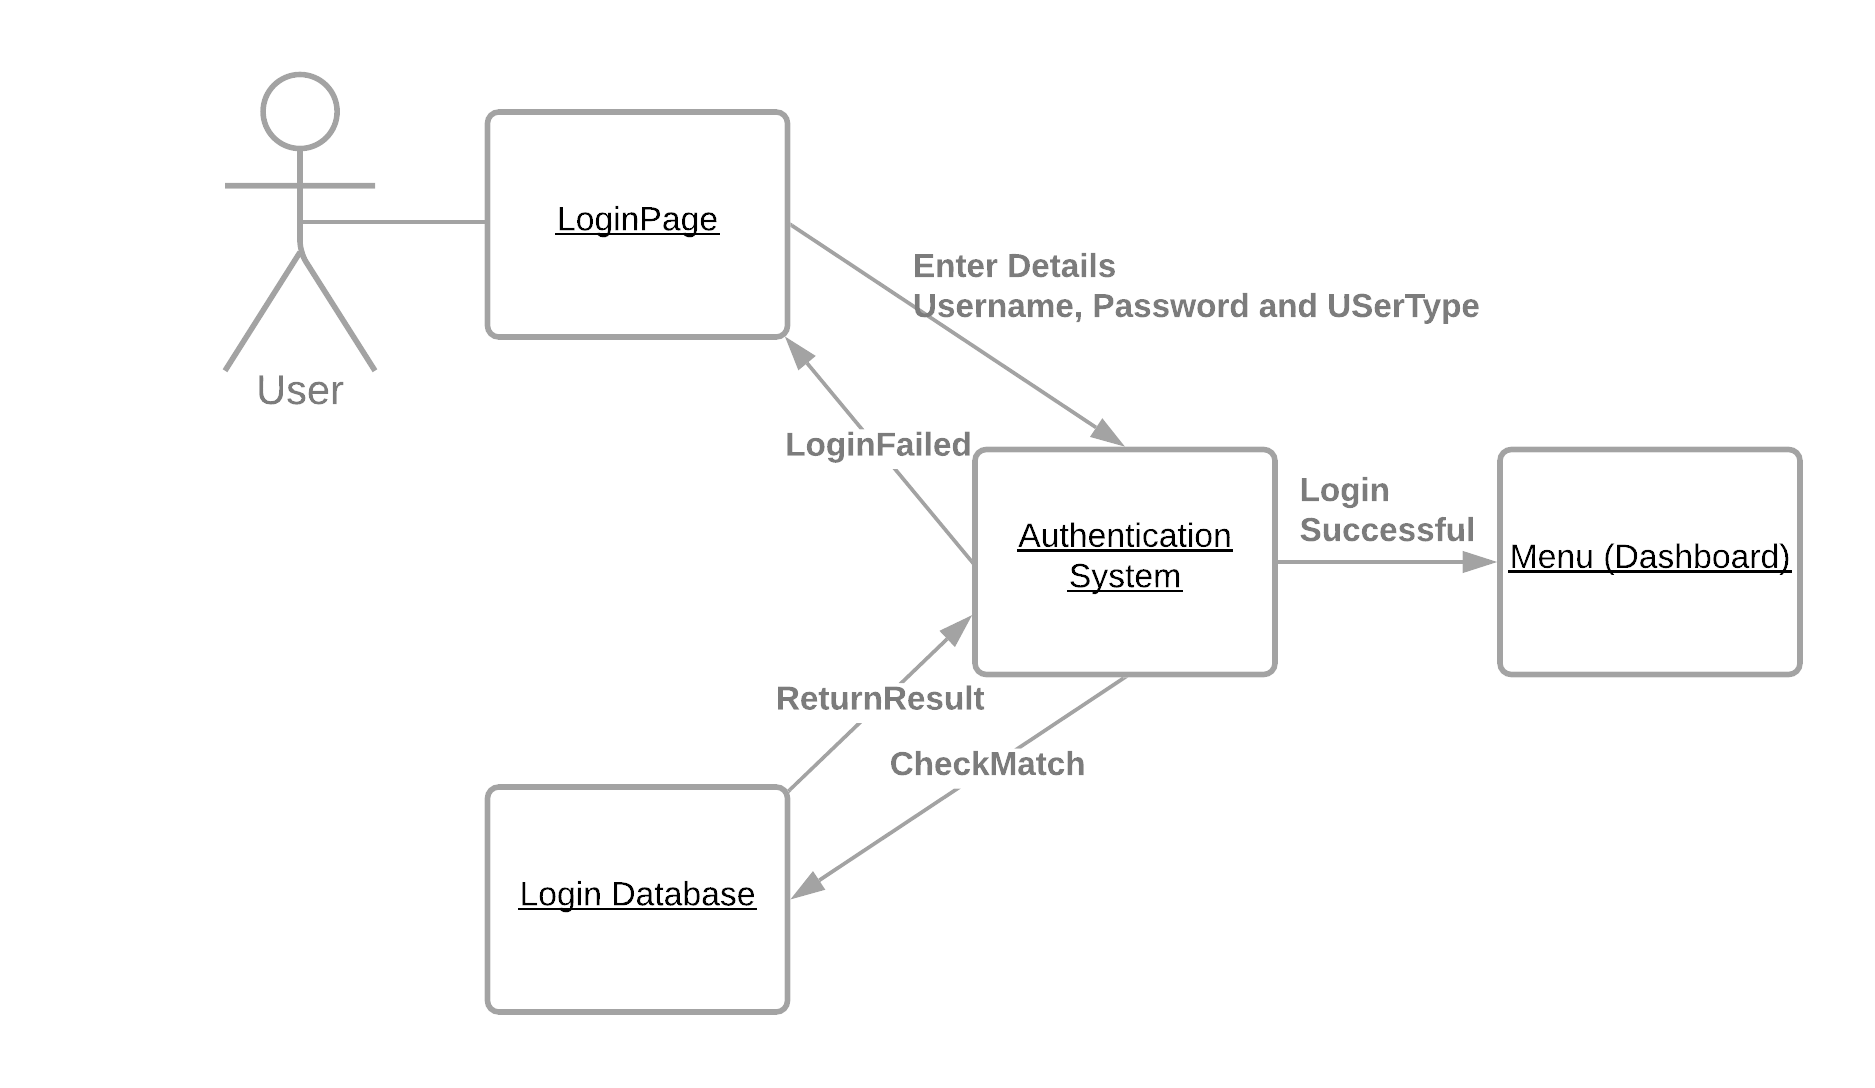 LoginPage
Enter Details
Username, Password and USerType
User
LoginFailed
Login
Successful
Authentication
System
Menu (Dashboard)
ReturnResult
CheckMatch
Login Database